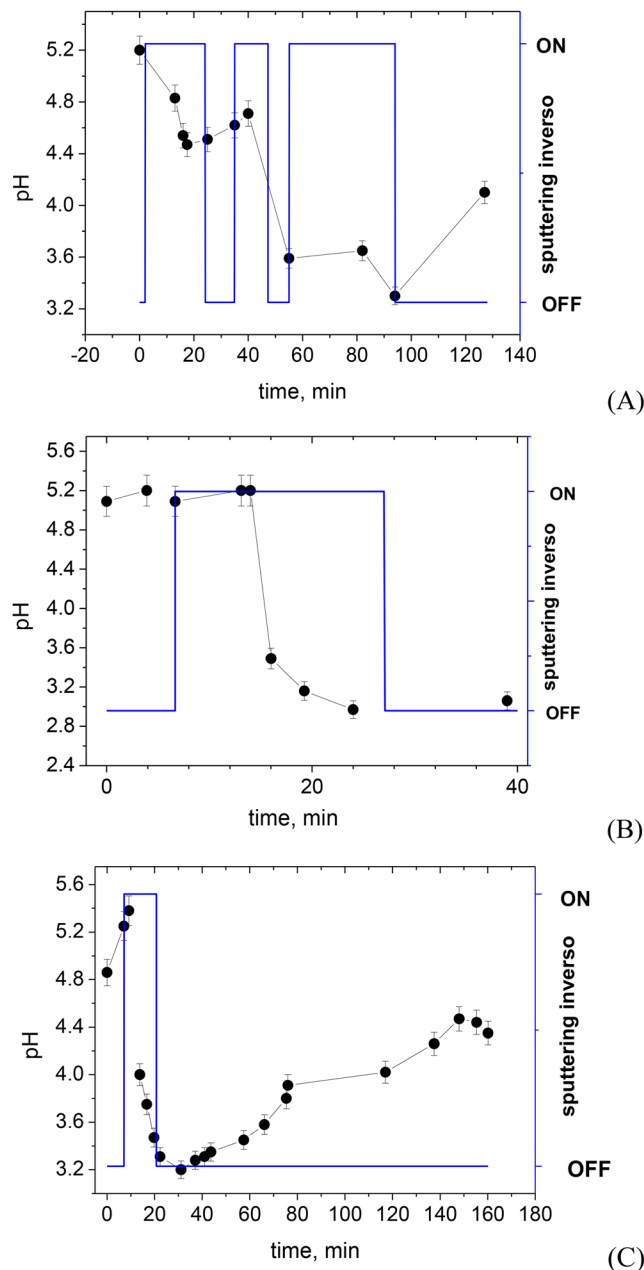 5.2
4.8
4.4
4.0
3.6
3.2
pH
-20 0 20 40 60 80 100 120 140
time, min
ON
sputtering inverso
OFF
(A)
5.6
5.2
4.8
4.4
4.0
3.6
3.2
2.8
2.4
pH
0 20 40
time, min
ON
sputtering inverso
OFF
(B)
5.6
5.2
4.8
4.4
4.0
3.6
3.2
pH
0 20 40 60 80 100 120 140 160 180
time, min
ON
sputtering inverso
OFF
(C)